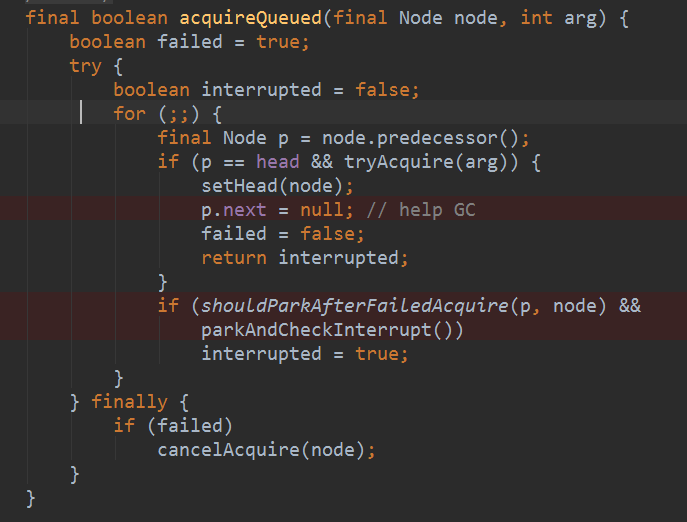 final boolean acquireQueued(final Node node, int arg) {
    boolean failed = true;
    try {
        boolean interrupted = false;
        for (;;) {
            final Node p = node.predecessor();
            if (p == head && tryAcquire(arg)) {
                setHead(node);
                p.next = null; // help GC
                failed = false;
                return interrupted;
            }
            if (shouldParkAfterFailedAcquire(p, node) &&
                parkAndCheckInterrupt())
                interrupted = true;
        }
    } finally {
        if (failed)
            cancelAcquire(node);
    }
}